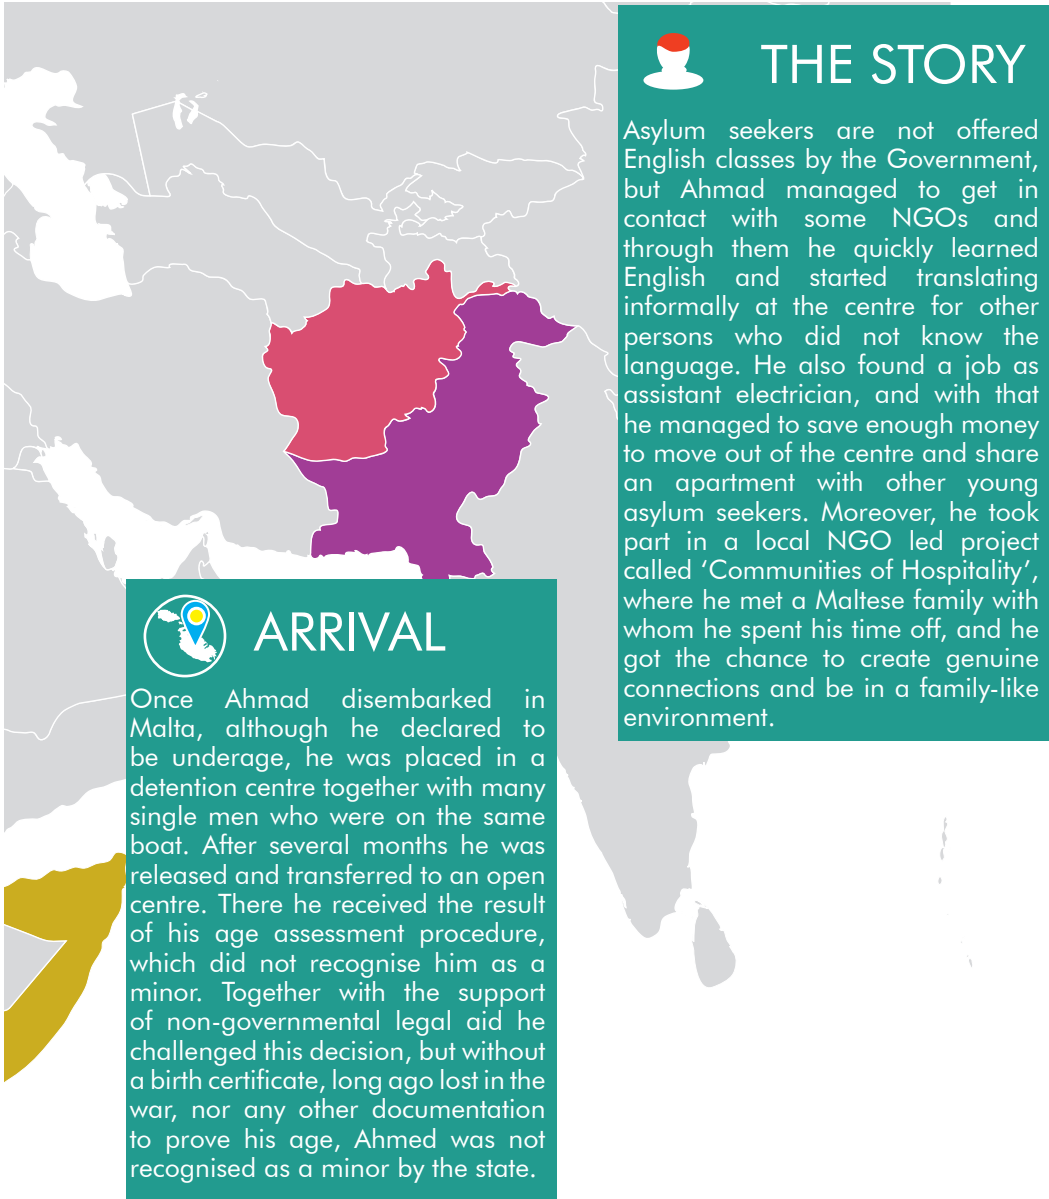 THE STORY
Asylum seekers are not offered
English classes by the Government,
but Ahmad managed to get in
contact with some NGOs and
through them he quickly learned
English and started translating
informally at the centre for other
persons who did not know the
language. He also found a job as
assistant electrician, and with that
he managed to save enough money
to move out of the centre and share
an apartment with other young
asylum seekers. Moreover, he took
part in a local NGO led project
called ‘Communities of Hospitality’,
where he met a Maltese family with
whom he spent his time off, and he
got the chance to create genuine
connections and be in a family-like
environment.
ARRIVAL
Once Ahmad disembarked in
Malta, although he declared to
be underage, he was placed in a
detention centre together with many
single men who were on the same
boat. After several months he was
released and transferred to an open
centre. There he received the result
of his age assessment procedure,
which did not recognise him as a
minor. Together with the support
of non-governmental legal aid he
challenged this decision, but without
a birth certificate, long ago lost in the
war, nor any other documentation
to prove his age, Ahmed was not
recognised as a minor by the state.